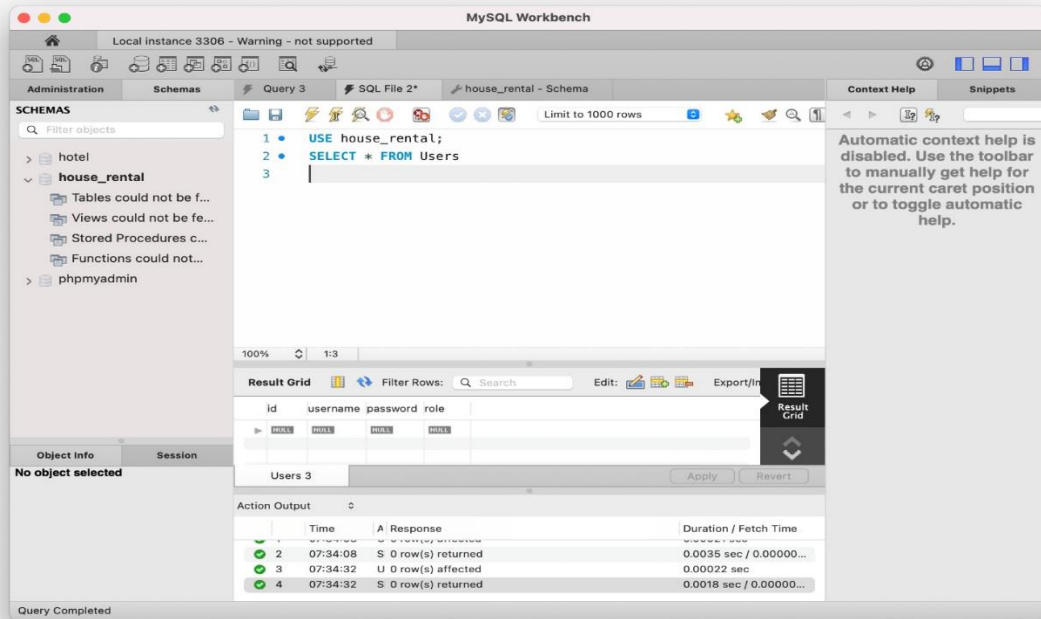 MySQL Workbench
Local instance 3306 - Warning - not supported
Administration Schemas
Query 3 SQL File 2* house_rental - Schema
Context Help Snippets
SCHEMAS
Filter objects
hotel
house_rental
Tables could not be f...
Views could not be fe...
Stored Procedures c...
Functions could not...
phpmyadmin
Limit to 1000 rows
1 USE house_rental;
2 SELECT * FROM Users
3
Automatic context help is
disabled. Use the toolbar
to manually get help for
the current caret position
or to toggle automatic
help.
100% 1:3
Result Grid Filter Rows: Search Edit: Export/Im
Result
Grid
id username password role
NULL NULL NULL NULL
Object Info Session
No object selected
Users 3 Apply Revert
Action Output
Time A Response Duration / Fetch Time
2 07:34:08 S 0 row(s) returned 0.0035 sec / 0.00000...
3 07:34:32 U 0 row(s) affected 0.00022 sec
4 07:34:32 S 0 row(s) returned 0.0018 sec / 0.00000...
Query Completed